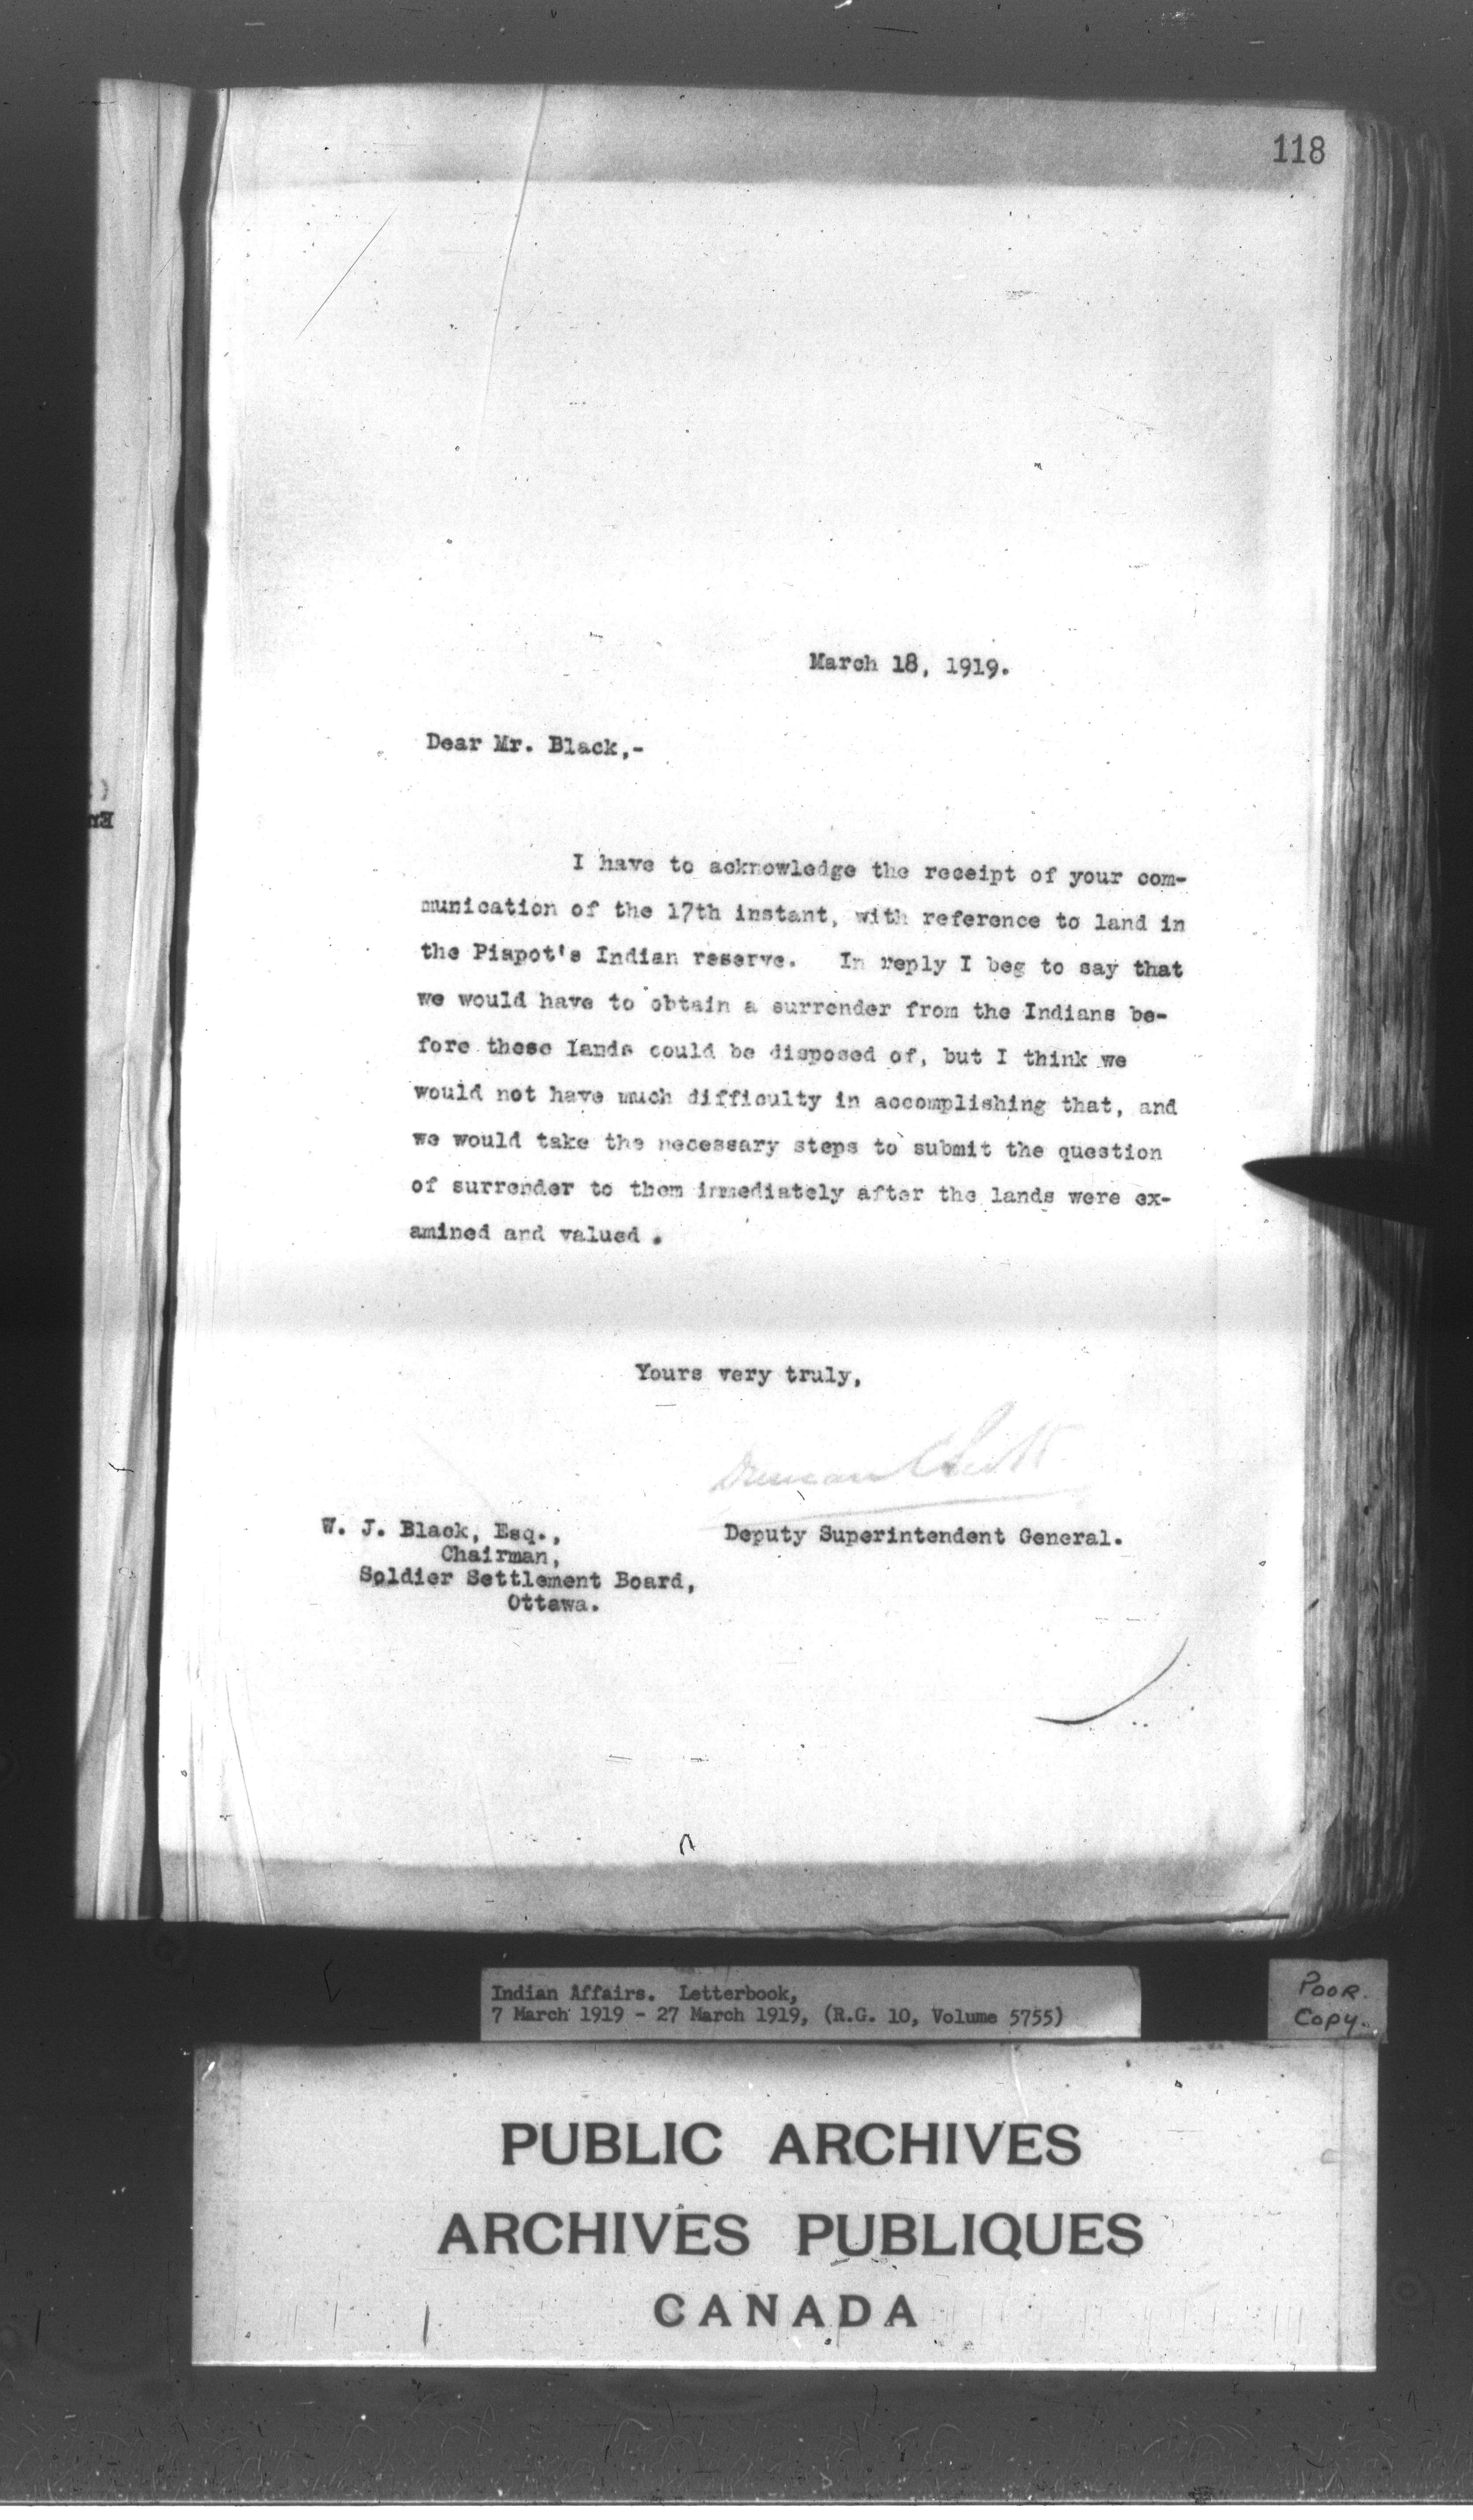 118
March 18, 1919.
Dear Mr. Black,-
I have to acknowledge the receipt of your com-
munication of the 17th instant, with reference to land in
the Piapot's Indian reserve. In reply I beg to say that
we would have to obtain a surrender from the Indians be-
fore these lands could be disposed of, but I think we
would not have much difficulty in accomplishing that, and
we would take the necessary steps to submit the question
of surrender to them immediately after the lands were ex-
amined and valued .
Yours very truly,
Duncan C Scott
Deputy Superintendent General.
W. J. Black, Esq.,
Chairman,
Soldier Settlement Board,
Ottawa.
Indian Affairs. Letterbook,
7 March 1919 - 27 March 1919, (R.G. 10, Volume 5755)
POOR.
COPY.
PUBLIC ARCHIVES
ARCHIVES PUBLIQUES
CANADA